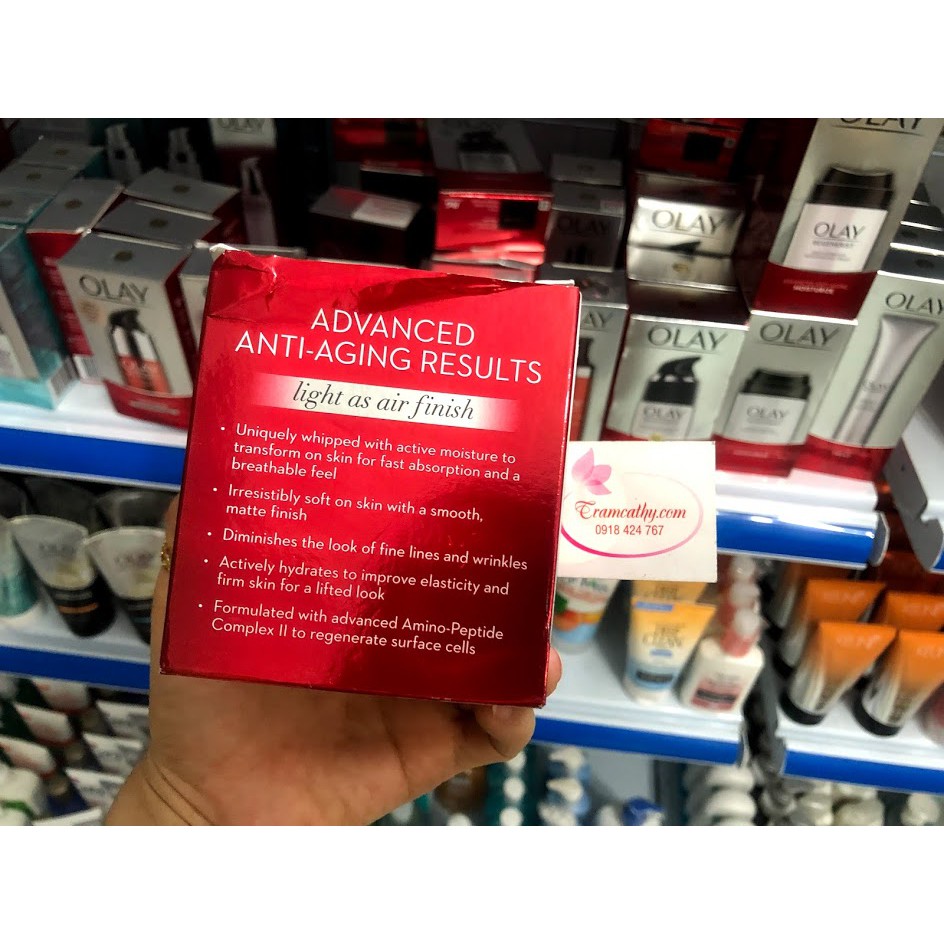 ADVANCED
ANTI-AGING RESULTS
light as air finish
• Uniquely whipped with active moisture to
transform on skin for fast absorption and a
breathable feel
• Irresistibly soft on skin with a smooth,
matte finish
• Diminishes the look of fine lines and wrinkles
• Actively hydrates to improve elasticity and
firm skin for a lifted look
• Formulated with advanced Amino-Peptide
Complex II to regenerate surface cells
Tramcathy.com
0918 424 767
OLAY
OLAY
OLAY
OLAY
OLAY
OLAY
OLAY